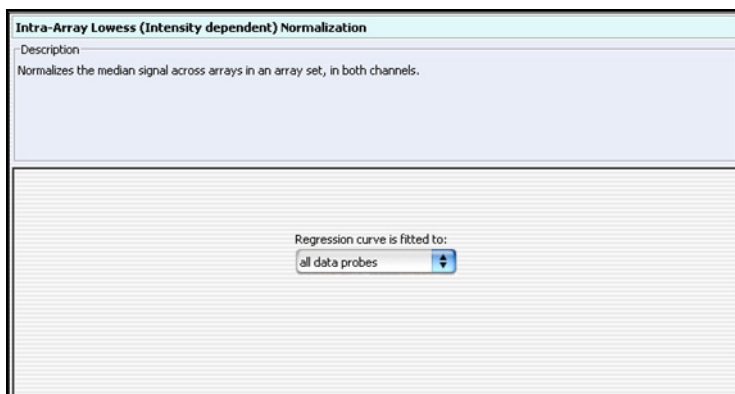 Intra-Array Lowess (Intensity dependent) Normalization
Description
Normalizes the median signal across arrays in an array set, in both channels.
Regression curve is fitted to:
all data probes